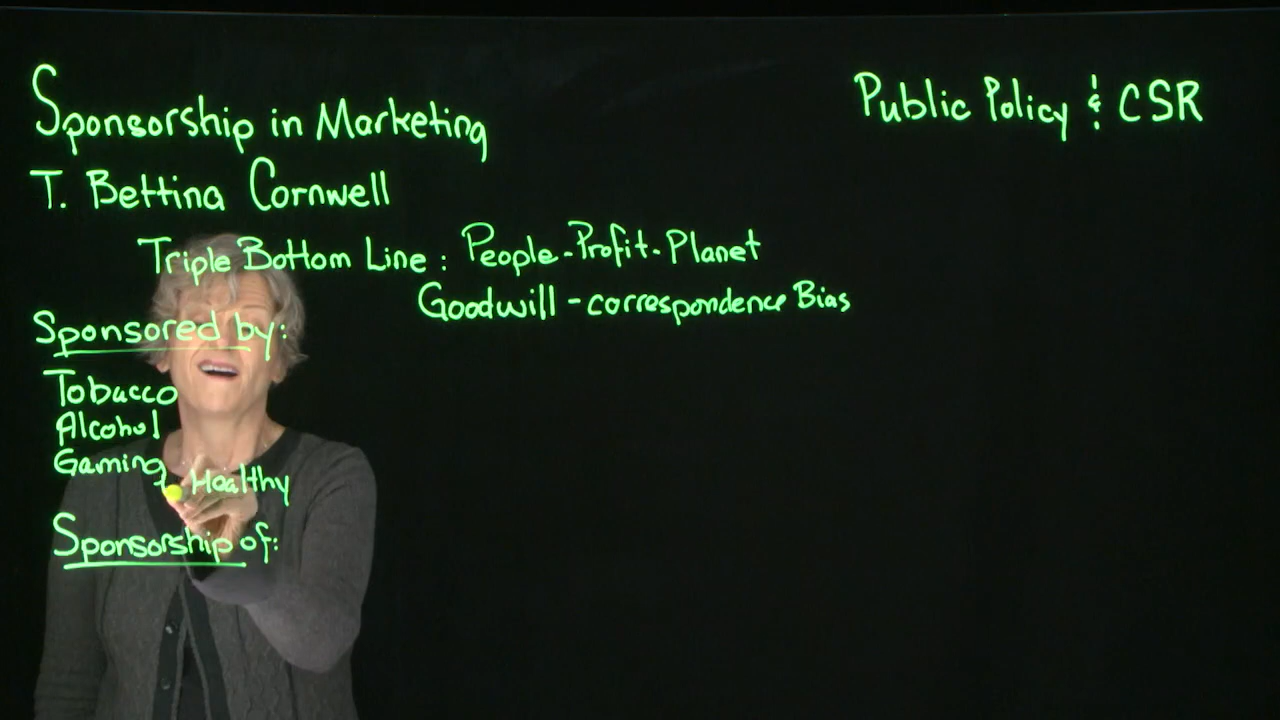 Sponsorship in Marketing
Public Policy & CSR
T. Bettina Cornwell
Triple Bottom Line: People-Profit-Planet
Goodwill - correspondence Bias
Sponsored by:
Tobacco
Alcohol
Gaming
Healthy
Sponsorship of: